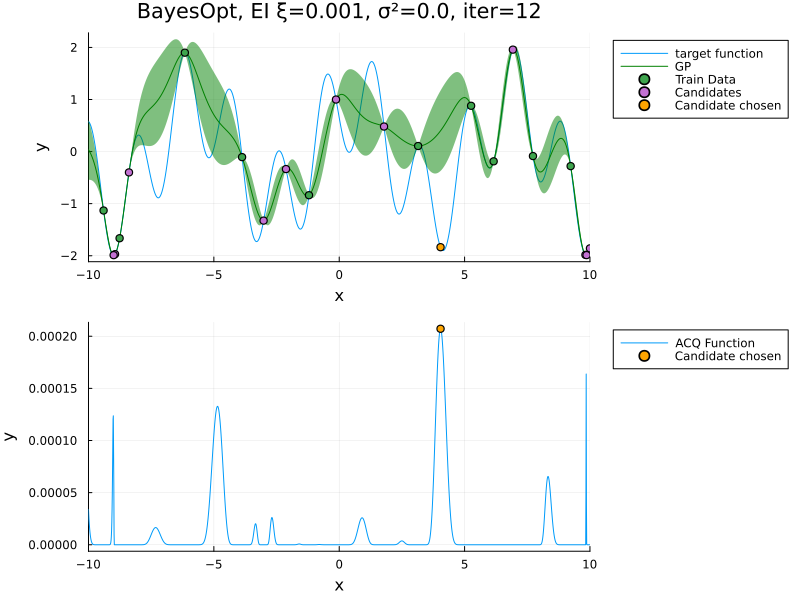 BayesOpt, EI ξ=0.001, σ²=0.0, iter=12
2
1
0
−1
−2
y
−10
−5
0
5
10
x
target function
GP
Train Data
Candidates
Candidate chosen
0.00020
0.00015
0.00010
0.00005
0.00000
y
−10
−5
0
5
10
x
ACQ Function
Candidate chosen